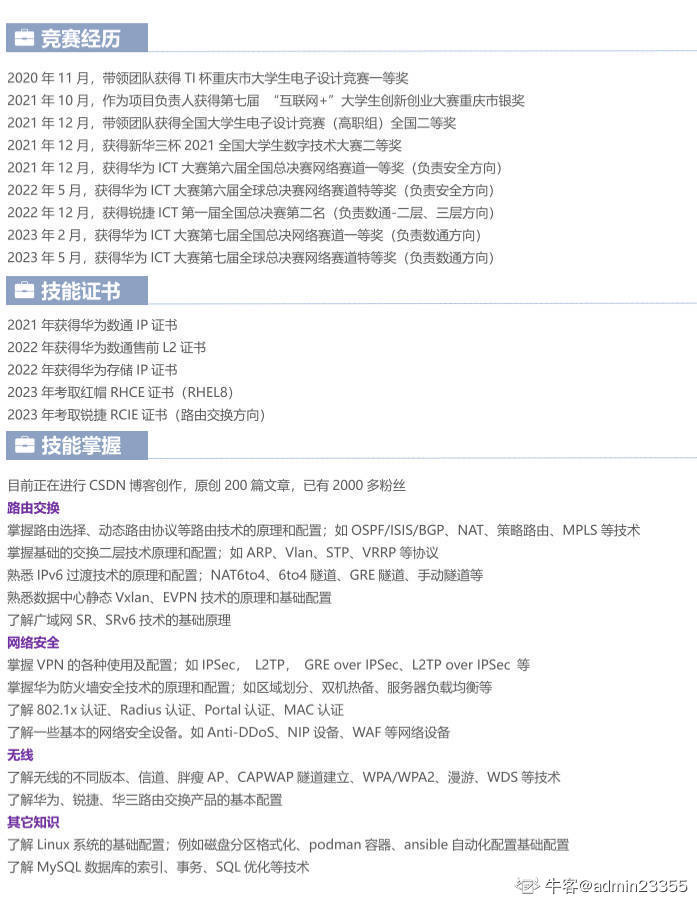 竞赛经历
2020 年 11 月，带领团队获得 TI 杯重庆市大学生电子设计竞赛一等奖
2021 年 10 月，作为项目负责人获得第七届 “互联网+”大学生创新创业大赛重庆市银奖
2021 年 12 月，带领团队获得全国大学生电子设计竞赛（高职组）全国二等奖
2021 年 12 月，获得新华三杯 2021 全国大学生数字技术大赛二等奖
2021 年 12 月，获得华为 ICT 大赛第六届全国总决赛网络赛道一等奖（负责安全方向）
2022 年 5 月，获得华为 ICT 大赛第六届全球总决赛网络赛道特等奖（负责安全方向）
2022 年 12 月，获得锐捷 ICT 第一届全国总决赛第二名（负责数通-二层、三层方向）
2023 年 2 月，获得华为 ICT 大赛第七届全国总决网络赛道一等奖（负责数通方向）
2023 年 5 月，获得华为 ICT 大赛第七届全球总决赛网络赛道特等奖（负责数通方向）
技能证书
2021 年获得华为数通 IP 证书
2022 年获得华为数通售前 L2 证书
2022 年获得华为存储 IP 证书
2023 年考取红帽 RHCE 证书（RHEL8）
2023 年考取锐捷 RCIE 证书（路由交换方向）
技能掌握
目前正在进行 CSDN 博客创作，原创 200 篇文章，已有 2000 多粉丝
路由交换
掌握路由选择、动态路由协议等路由技术的原理和配置；如 OSPF/ISIS/BGP、NAT、策略路由、MPLS 等技术
掌握基础的交换二层技术原理和配置；如 ARP、Vlan、STP、VRRP 等协议
熟悉 IPv6 过渡技术的原理和配置；NAT6to4、6to4 隧道、GRE 隧道、手动隧道等
熟悉数据中心静态 Vxlan、EVPN 技术的原理和基础配置
了解广域网 SR、SRv6 技术的基础原理
网络安全
掌握 VPN 的各种使用及配置；如 IPSec， L2TP， GRE over IPSec、L2TP over IPSec 等
掌握华为防火墙安全技术的原理和配置；如区域划分、双机热备、服务器负载均衡等
了解 802.1x 认证、Radius 认证、Portal 认证、MAC 认证
了解一些基本的网络安全设备。如 Anti-DDoS、NIP 设备、WAF 等网络设备
无线
了解无线的不同版本、信道、胖瘦 AP、CAPWAP 隧道建立、WPA/WPA2、漫游、WDS 等技术
了解华为、锐捷、华三路由交换产品的基本配置
其它知识
了解 Linux 系统的基础配置；例如磁盘分区格式化、podman 容器、ansible 自动化配置基础配置
了解 MySQL 数据库的索引、事务、SQL 优化等技术
牛客@admin23355